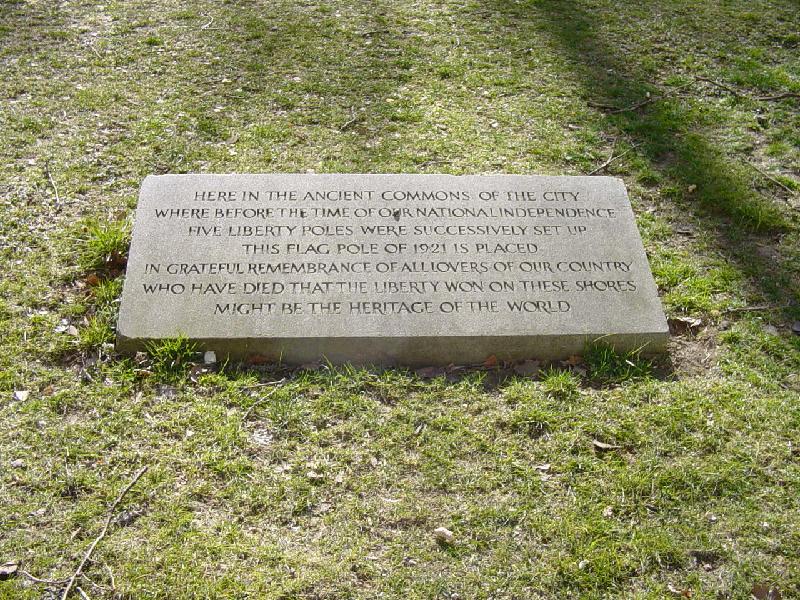 HERE IN THE ANCIENT COMMONS OF THE CITY
WHERE BEFORE THE TIME OF OUR NATIONAL INDEPENDENCE
FIVE LIBERTY POLES WERE SUCCESSIVELY SET UP
THIS FLAG POLE OF 1921 IS PLACED
IN GRATEFUL REMEMBRANCE OF ALL LOVERS OF OUR COUNTRY
WHO HAVE DIED THAT THE LIBERTY WON ON THESE SHORES
MIGHT BE THE HERITAGE OF THE WORLD